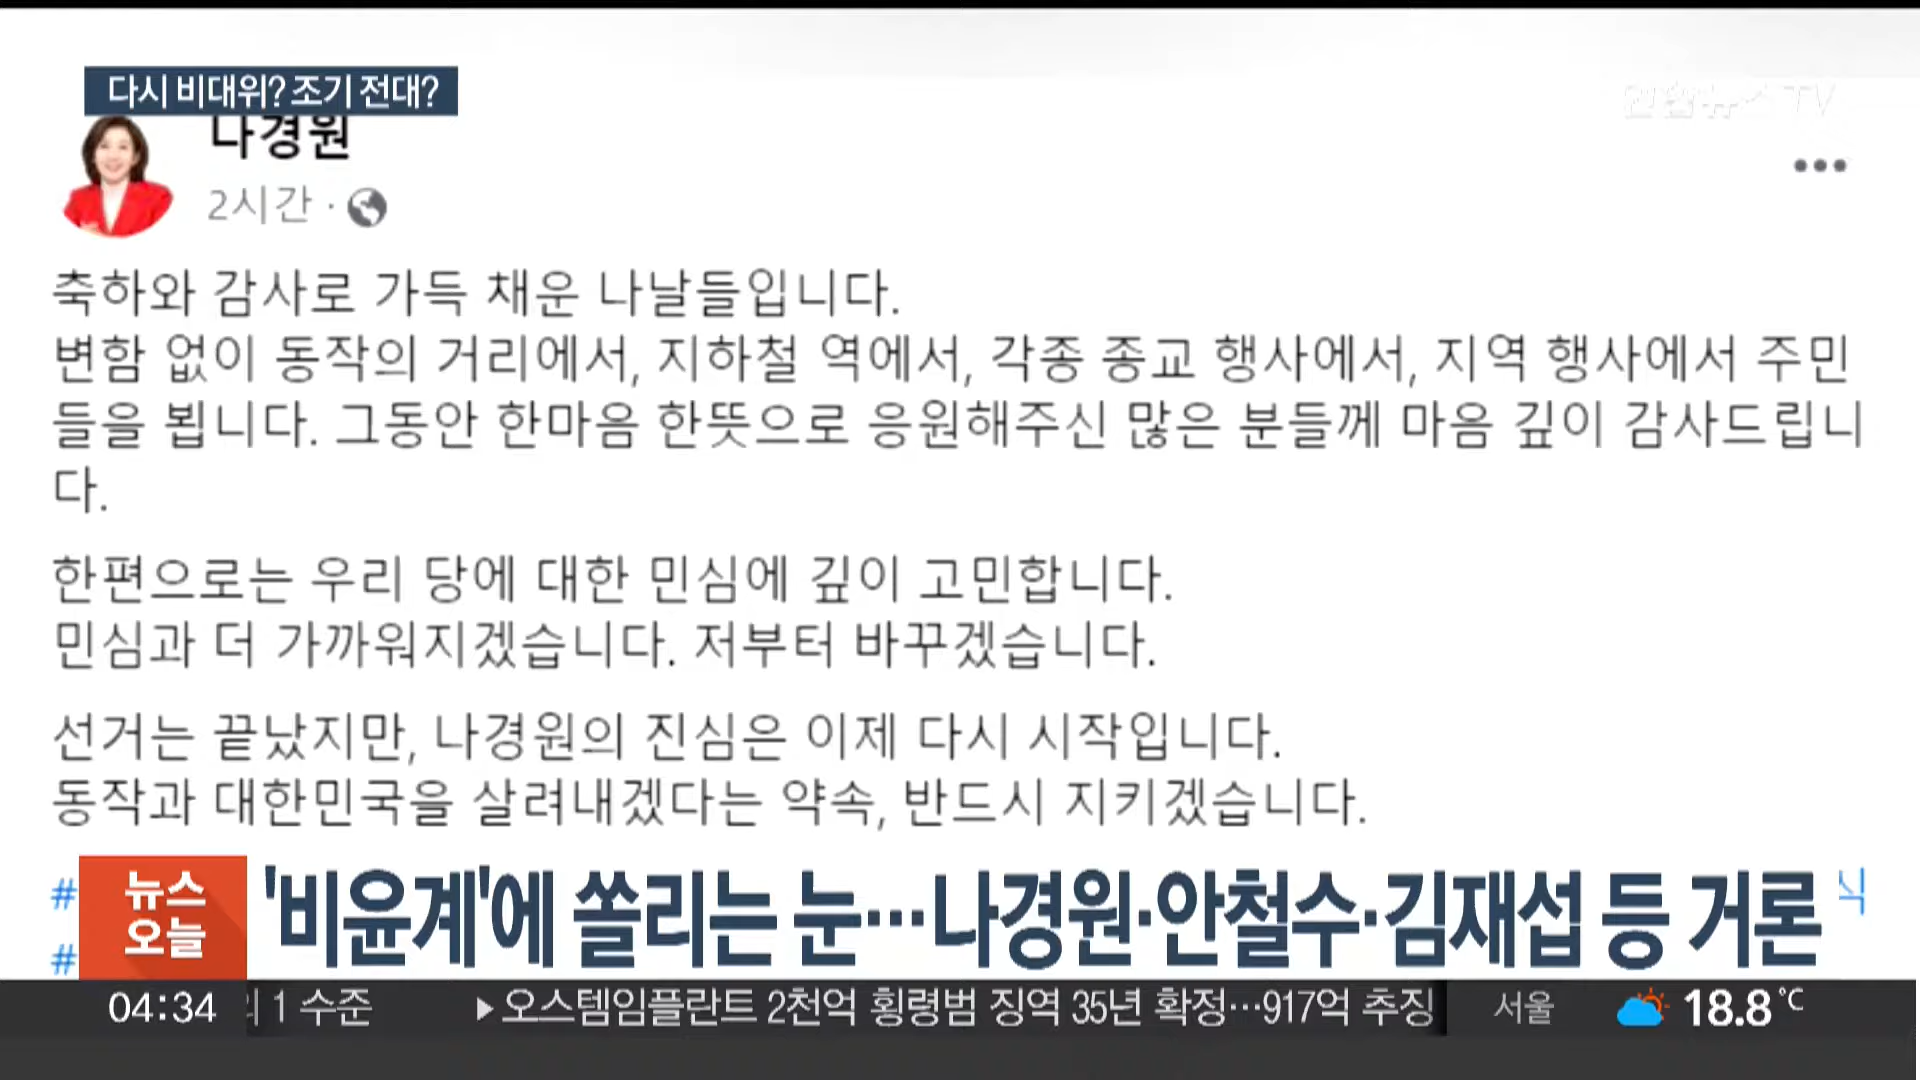 다시 비대위? 조기 전대?
연합뉴스TV
나경원
2시간 ·
축하와 감사로 가득 채운 나날들입니다.
변함 없이 동작의 거리에서, 지하철 역에서, 각종 종교 행사에서, 지역 행사에서 주민
들을 뵙니다. 그동안 한마음 한뜻으로 응원해주신 많은 분들께 마음 깊이 감사드립니
다.
한편으로는 우리 당에 대한 민심에 깊이 고민합니다.
민심과 더 가까워지겠습니다. 저부터 바꾸겠습니다.
선거는 끝났지만, 나경원의 진심은 이제 다시 시작입니다.
동작과 대한민국을 살려내겠다는 약속, 반드시 지키겠습니다.
#
#
뉴스
오늘
'비윤계'에 쏠리는 눈…나경원·안철수·김재섭 등 거론
04:34 1 수준 ▶오스템임플란트 2천억 횡령범 징역 35년 확정…917억 추징 서울 18.8℃